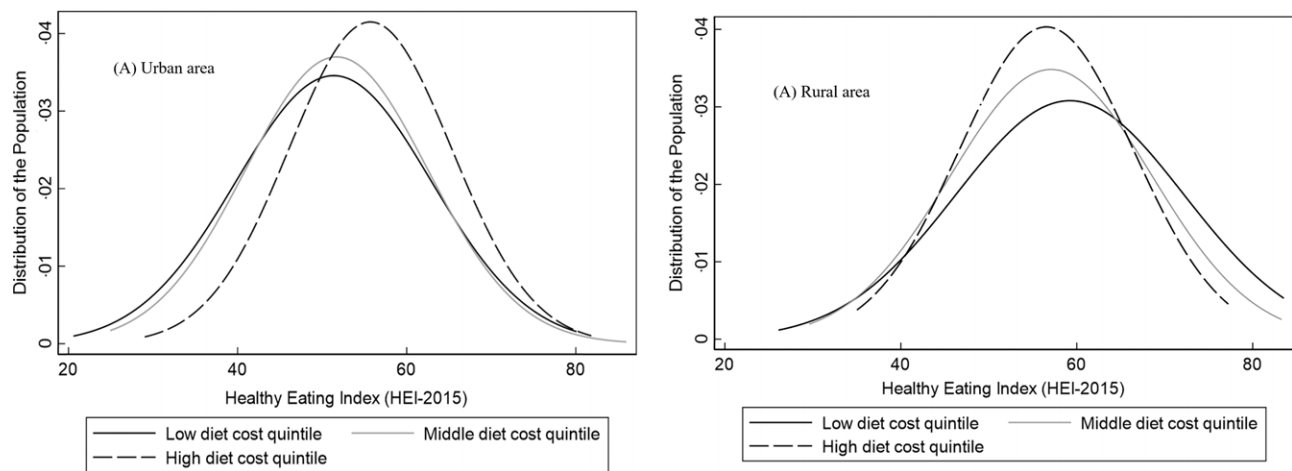 (A) Urban area
Distribution of the Population
·04
·03
·02
·01
0
20 40 60 80
Healthy Eating Index (HEI-2015)
Low diet cost quintile Middle diet cost quintile
High diet cost quintile
(A) Rural area
Distribution of the Population
·04
·03
·02
·01
0
20 40 60 80
Healthy Eating Index (HEI-2015)
Low diet cost quintile Middle diet cost quintile
High diet cost quintile